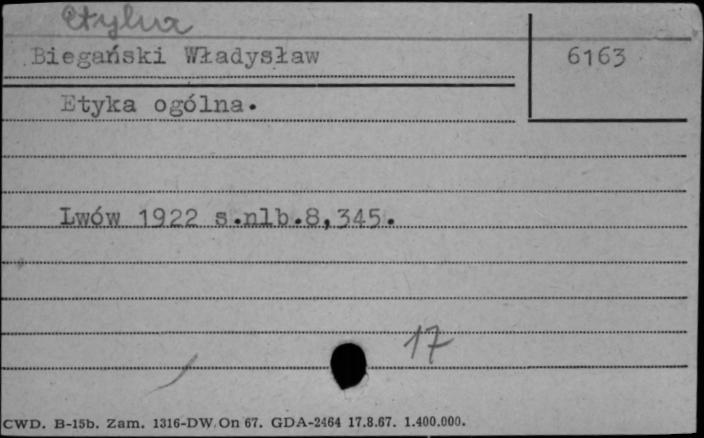 Etyka
Biegański Władysław 6163
Etyka ogólna.
Lwów 1922 s.nlb.8,345.
17
CWD. B-15b. Zam. 1316-DW. On 67. GDA-2464 17.8.67. 1.400.000.